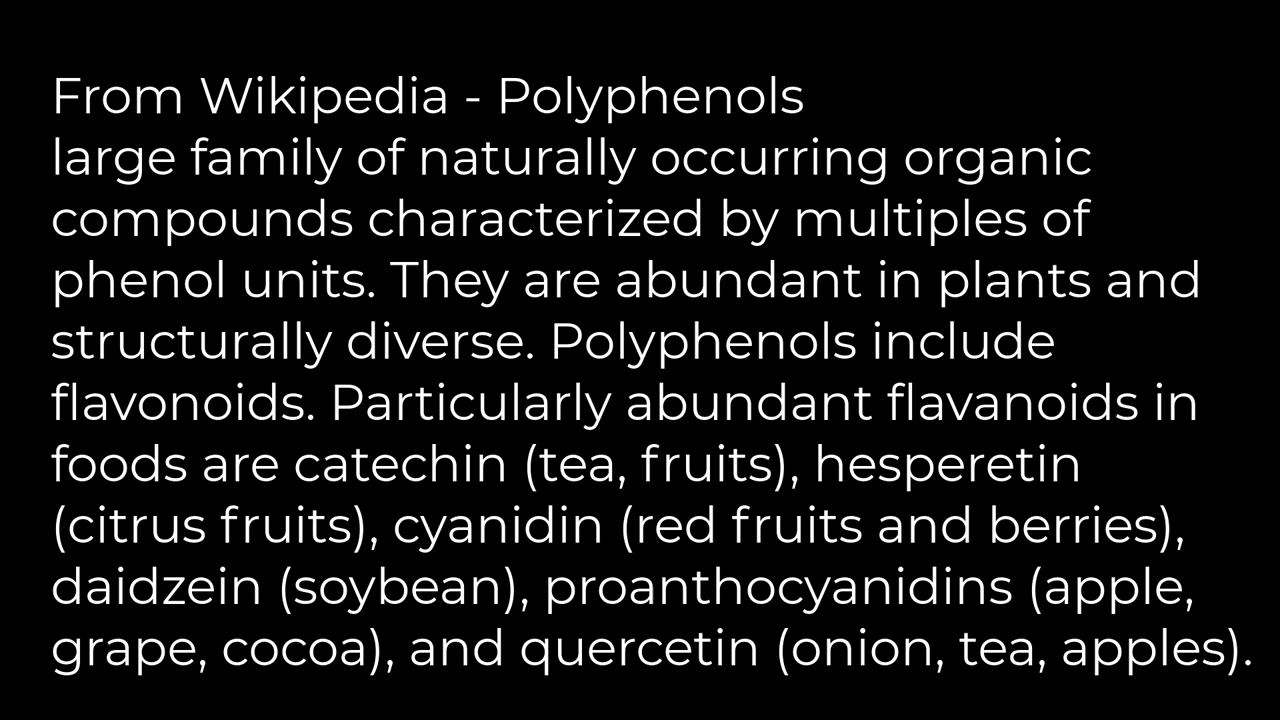 From Wikipedia - Polyphenols
large family of naturally occurring organic
compounds characterized by multiples of
phenol units. They are abundant in plants and
structurally diverse. Polyphenols include
flavonoids. Particularly abundant flavanoids in
foods are catechin (tea, fruits), hesperetin
(citrus fruits), cyanidin (red fruits and berries),
daidzein (soybean), proanthocyanidins (apple,
grape, cocoa), and quercetin (onion, tea, apples).